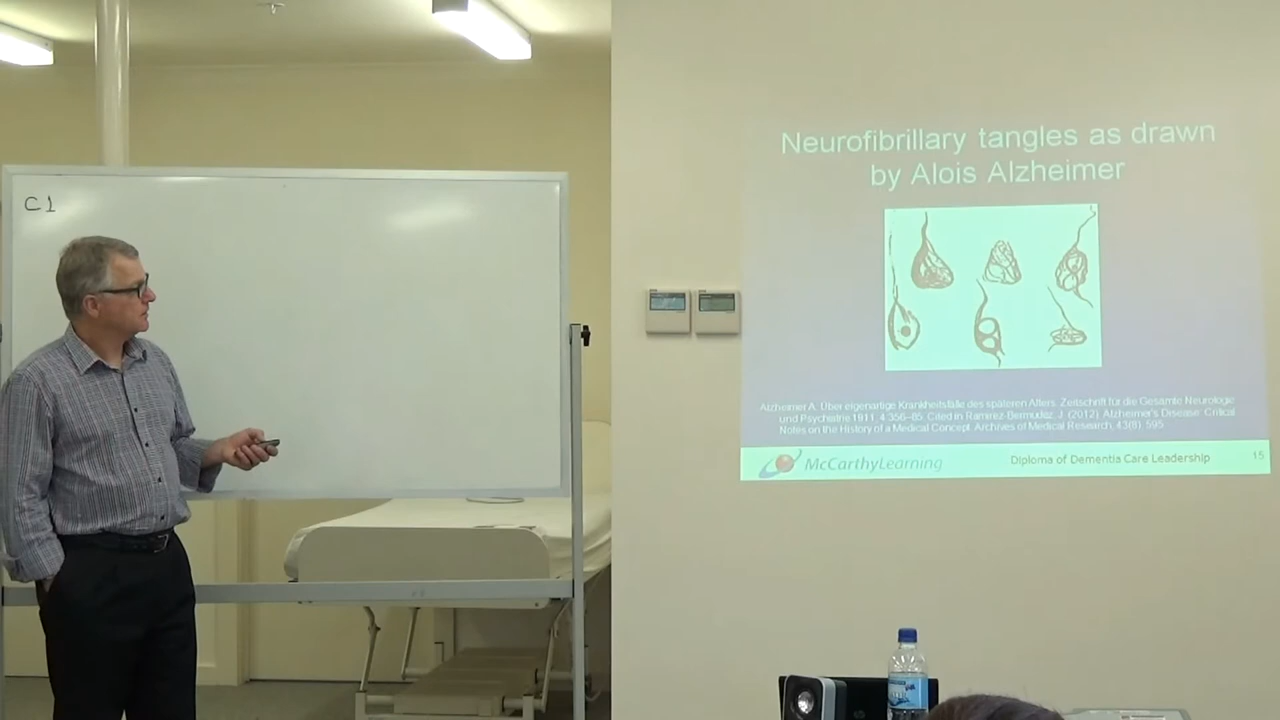 C1
Neurofibrillary tangles as drawn
by Alois Alzheimer
Alzheimer A. Über eigenartige Krankheitsfälle des späteren Alters. Zeitschrift für die Gesamte Neurologie
und Psychiatrie 1911; 4:356–85. Cited in Ramirez-Bermudez, J. (2012). Alzheimer's Disease: Critical
Notes on the History of a Medical Concept. Archives of Medical Research, 43(8), 595
McCarthyLearning
Diploma of Dementia Care Leadership
15